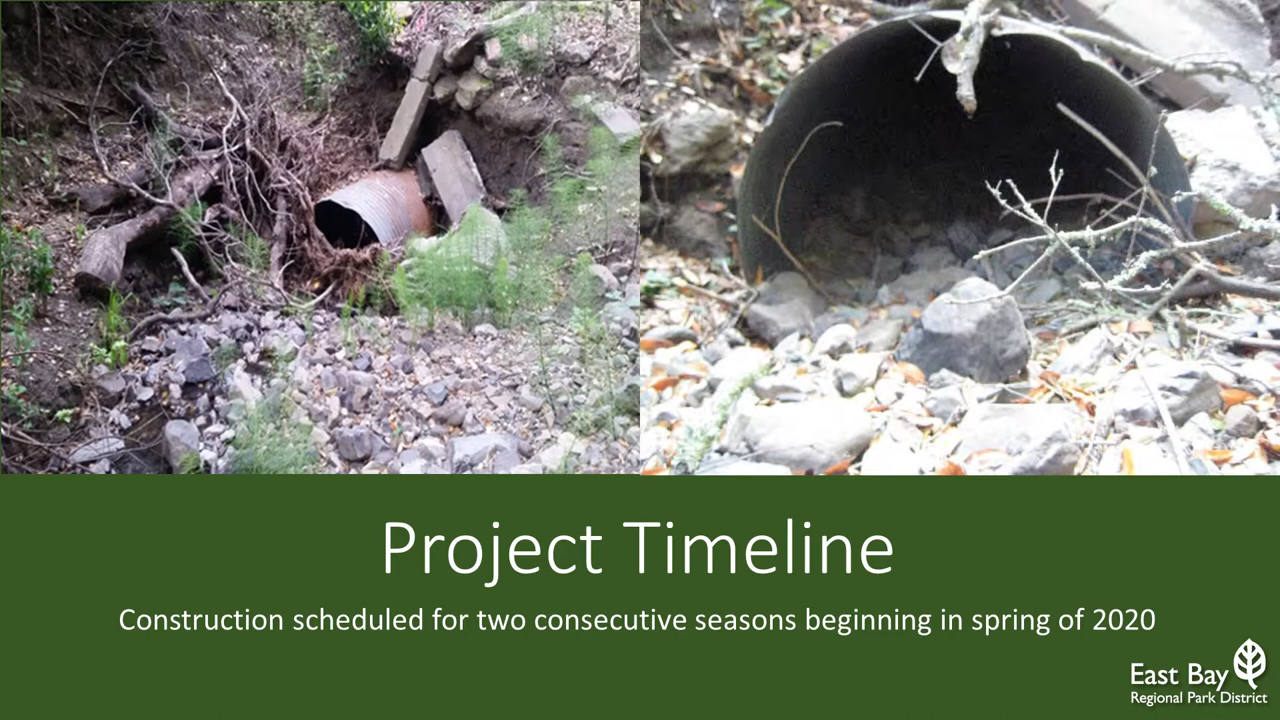 Project Timeline
Construction scheduled for two consecutive seasons beginning in spring of 2020
East Bay
Regional Park District